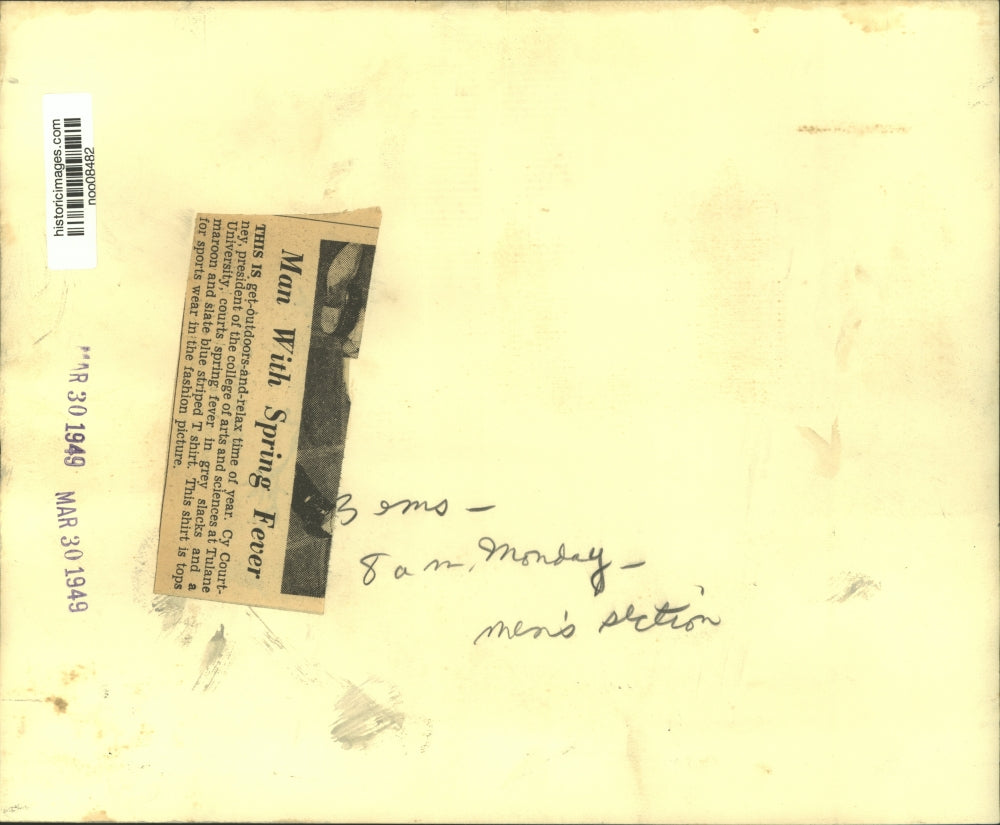 historicimages.com
noo08482
Man With Spring Fever
THIS IS get-outdoors-and-relax time of year. Cy Court-
ney, president of the college of arts and sciences at Tulane
University, courts spring fever in grey slacks and a
maroon and slate blue striped T shirt. This shirt is tops
for sports wear in the fashion picture.
MAR 30 1949 MAR 30 1949
3 ems –
8 a m, Monday –
men's section